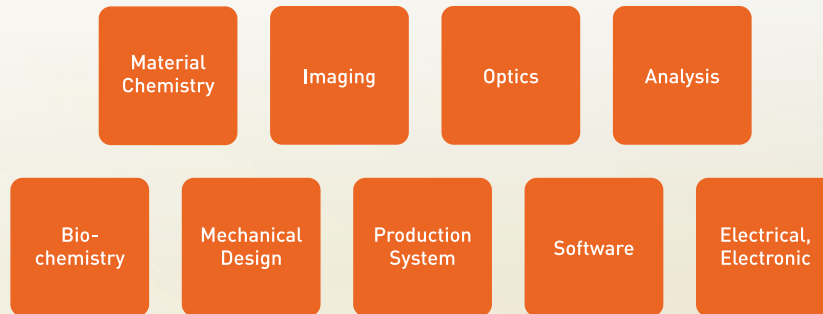 Material
Chemistry
Imaging
Optics
Analysis
Bio-
chemistry
Mechanical
Design
Production
System
Software
Electrical,
Electronic